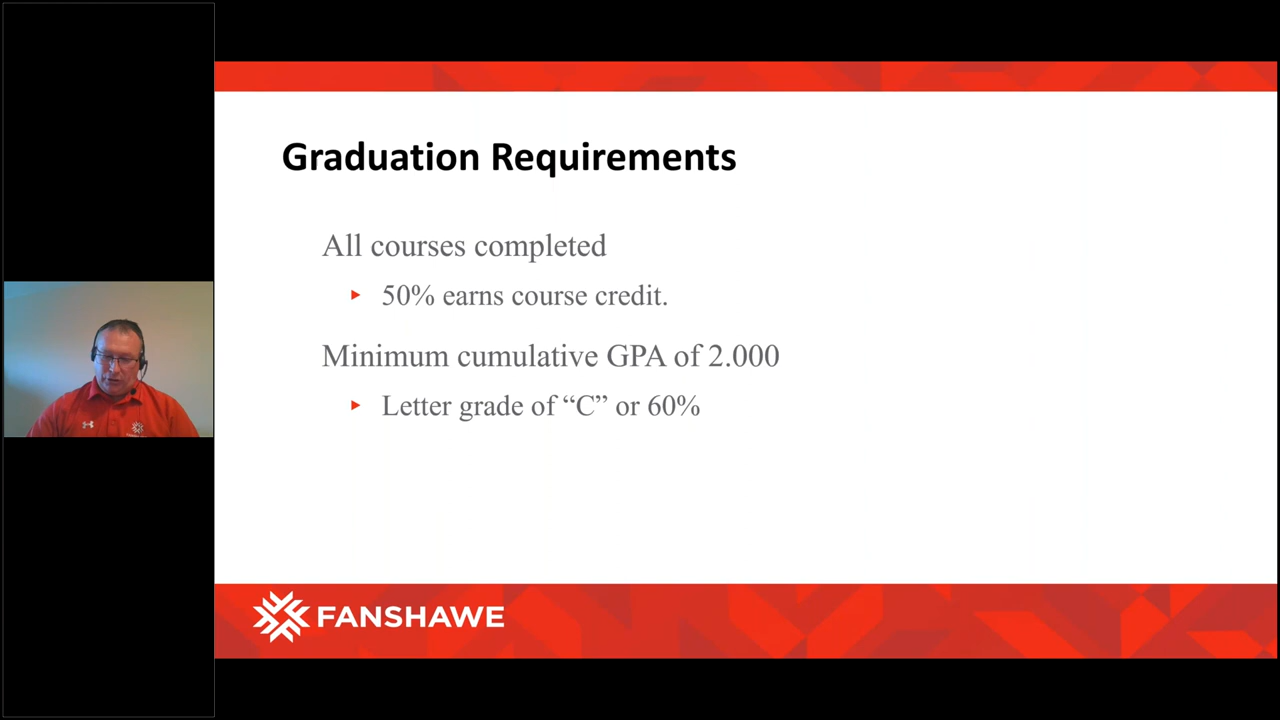 Graduation Requirements
All courses completed
50% earns course credit.
Minimum cumulative GPA of 2.000
Letter grade of “C” or 60%
FANSHAWE